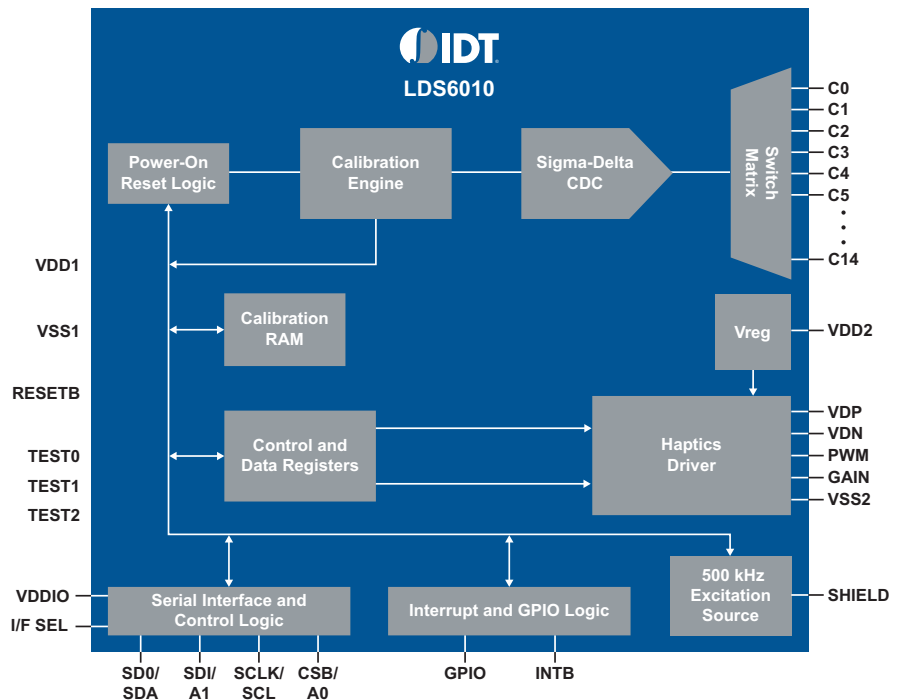 IDT
LDS6010
Power-On
Reset Logic
Calibration
Engine
Sigma-Delta
CDC
Switch
Matrix
C0
C1
C2
C3
C4
C5
C14
VDD1
VSS1
RESETB
TEST0
TEST1
TEST2
Calibration
RAM
Vreg
VDD2
Control and
Data Registers
Haptics
Driver
VDP
VDN
PWM
GAIN
VSS2
VDDIO
I/F SEL
Serial Interface and
Control Logic
Interrupt and GPIO Logic
500 kHz
Excitation
Source
SHIELD
SD0/
SDA
SDI/
A1
SCLK/
SCL
CSB/
A0
GPIO
INTB